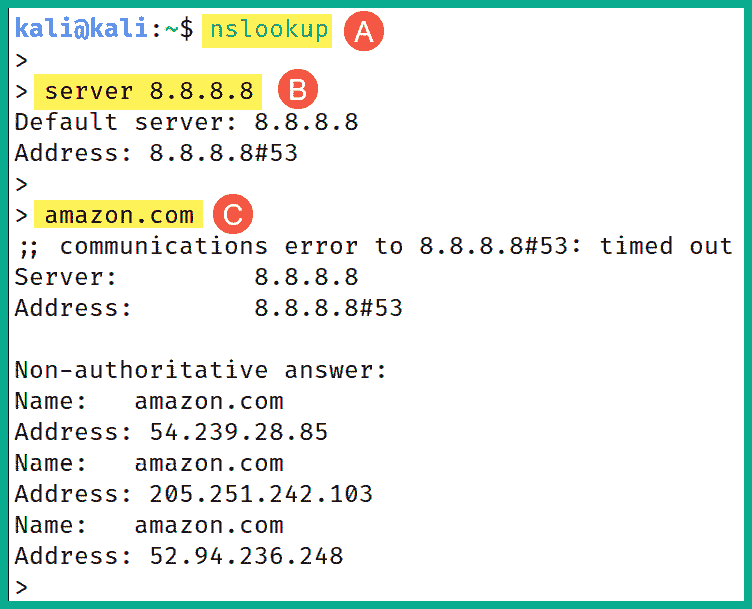 kali@kali:~$ nslookup A
>
> server 8.8.8.8 B
Default server: 8.8.8.8
Address: 8.8.8.8#53
>
> amazon.com C
;; communications error to 8.8.8.8#53: timed out
Server:         8.8.8.8
Address:        8.8.8.8#53

Non-authoritative answer:
Name:   amazon.com
Address: 54.239.28.85
Name:   amazon.com
Address: 205.251.242.103
Name:   amazon.com
Address: 52.94.236.248
>